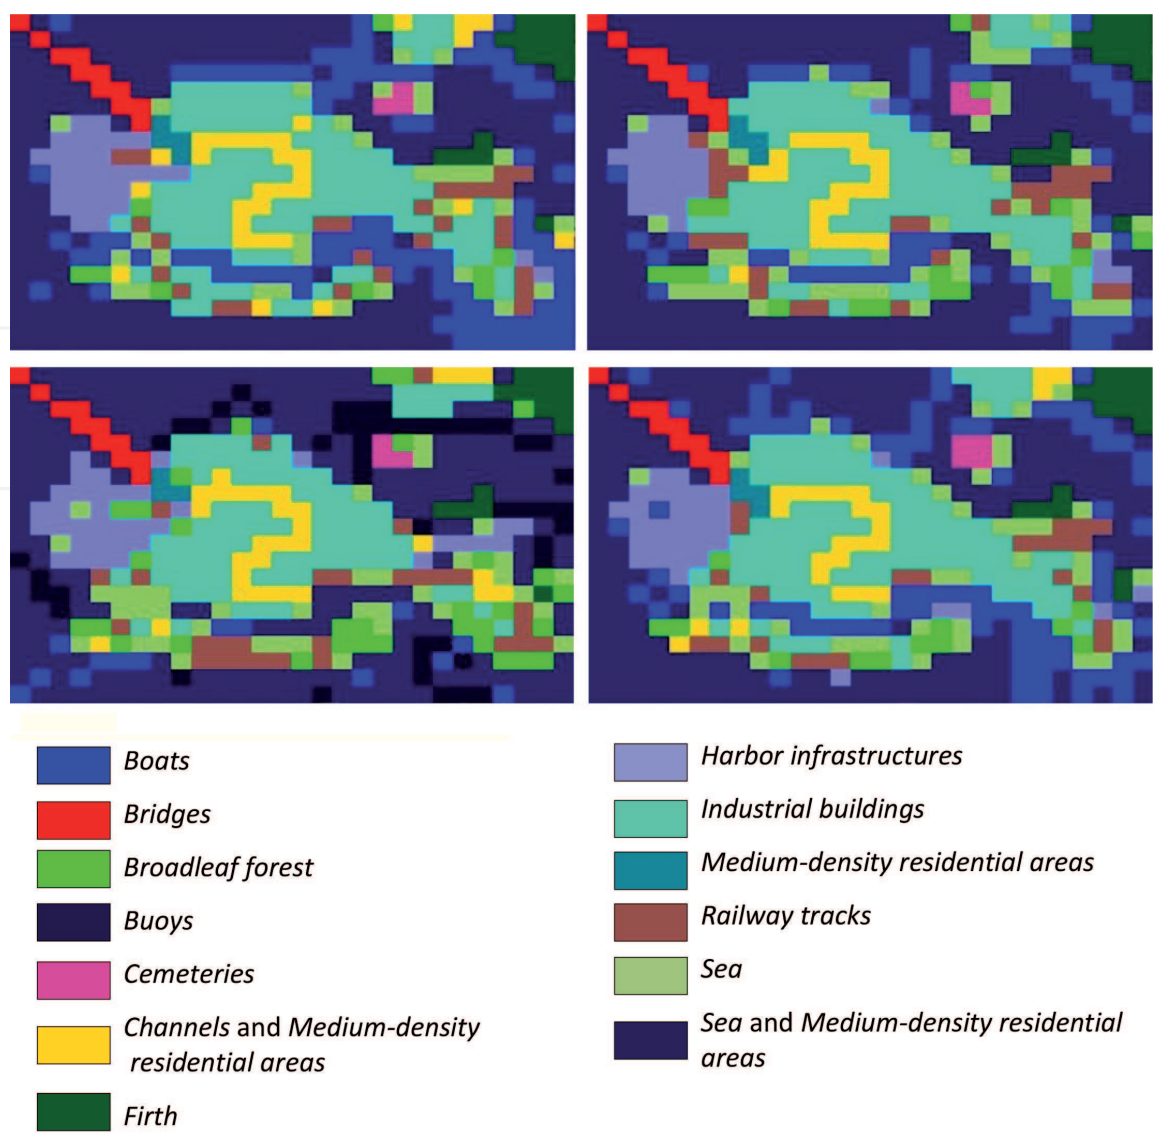 Boats
Bridges
Broadleaf forest
Buoys
Cemeteries
Channels and Medium-density
residential areas
Firth
Harbor infrastructures
Industrial buildings
Medium-density residential areas
Railway tracks
Sea
Sea and Medium-density residential
areas